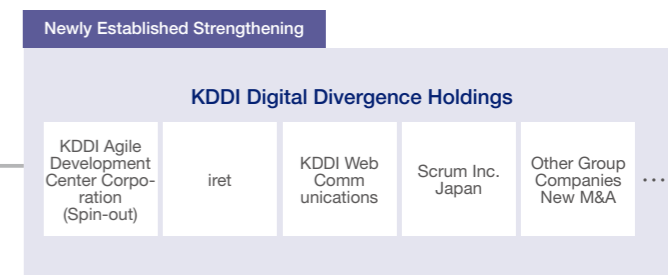 Newly Established Strengthening
KDDI Digital Divergence Holdings
KDDI Agile
Development
Center Corpo-
ration
(Spin-out)
iret
KDDI Web
Comm
unications
Scrum Inc.
Japan
Other Group
Companies
New M&A
...